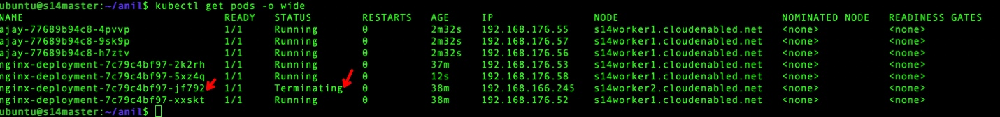 ubuntu@s14master:~/anil$ kubectl get pods -o wide
NAME READY STATUS RESTARTS AGE IP NODE NOMINATED NODE READINESS GATES
ajay-77689b94c8-4pvvp 1/1 Running 0 2m32s 192.168.176.55 s14worker1.cloudenabled.net <none> <none>
ajay-77689b94c8-9sk9p 1/1 Running 0 2m32s 192.168.176.57 s14worker1.cloudenabled.net <none> <none>
ajay-77689b94c8-h7ztv 1/1 Running 0 2m32s 192.168.176.56 s14worker1.cloudenabled.net <none> <none>
nginx-deployment-7c79c4bf97-2k2rh 1/1 Running 0 37m 192.168.176.53 s14worker1.cloudenabled.net <none> <none>
nginx-deployment-7c79c4bf97-5xz4q 1/1 Running 0 12s 192.168.176.58 s14worker1.cloudenabled.net <none> <none>
nginx-deployment-7c79c4bf97-jf792 1/1 Terminating 0 38m 192.168.166.245 s14worker2.cloudenabled.net <none> <none>
nginx-deployment-7c79c4bf97-xxskt 1/1 Running 0 38m 192.168.176.52 s14worker1.cloudenabled.net <none> <none>
ubuntu@s14master:~/anil$